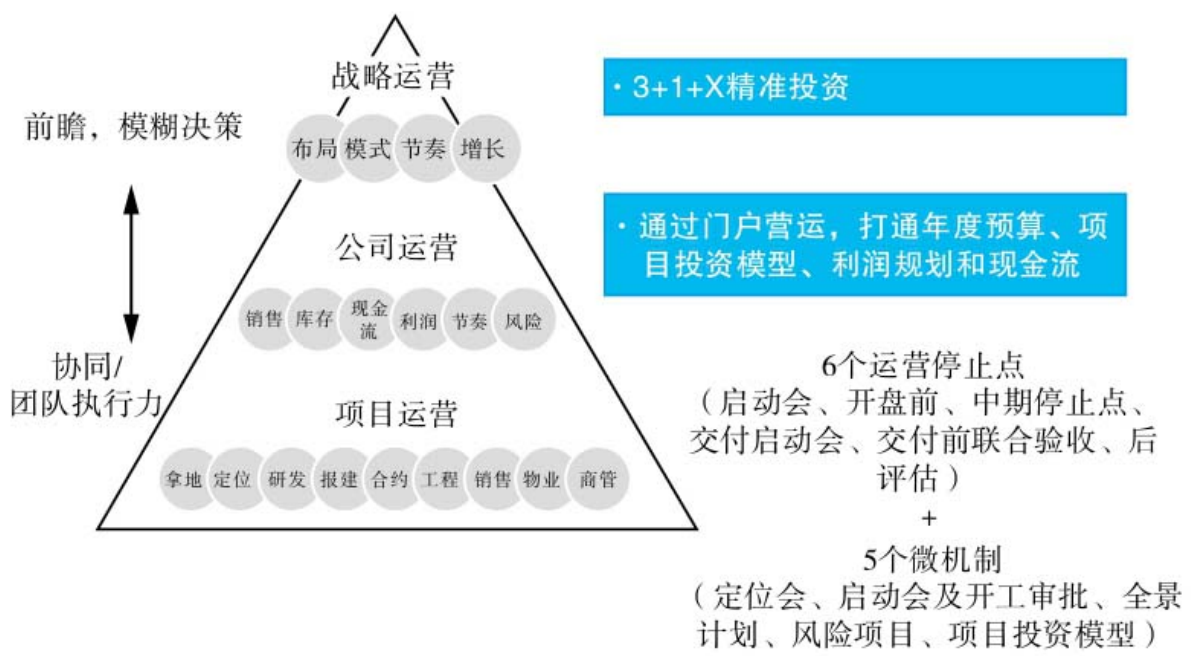 战略运营
· 3+1+X精准投资
前瞻，模糊决策
布局 模式 节奏 增长
· 通过门户营运，打通年度预算、项
目投资模型、利润规划和现金流
公司运营
销售 库存 现金
流 利润 节奏 风险
协同/
团队执行力
项目运营
拿地 定位 研发 报建 合约 工程 销售 物业 商管
6个运营停止点
（启动会、开盘前、中期停止点、
交付启动会、交付前联合验收、后
评估）
+
5个微机制
（定位会、启动会及开工审批、全景
计划、风险项目、项目投资模型）